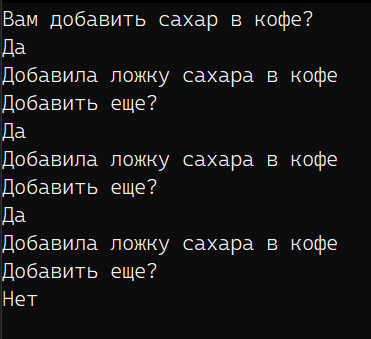 Вам добавить сахар в кофе?
Да
Добавила ложку сахара в кофе
Добавить еще?
Да
Добавила ложку сахара в кофе
Добавить еще?
Да
Добавила ложку сахара в кофе
Добавить еще?
Нет